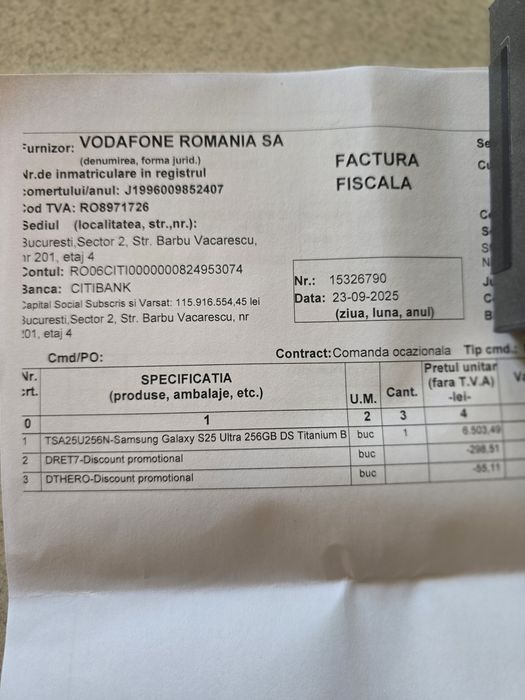 Furnizor: VODAFONE ROMANIA SA
(denumirea, forma jurid.)
Nr.de inmatriculare in registrul
comertului/anul: J1996009852407
Cod TVA: RO8971726
Sediul (localitatea, str.,nr.):
Bucuresti,Sector 2, Str. Barbu Vacarescu,
nr 201, etaj 4
Contul: RO06CITI0000000824953074
Banca: CITIBANK
Capital Social Subscris si Varsat: 115.916.554,45 lei
Bucuresti,Sector 2, Str. Barbu Vacarescu, nr
201, etaj 4
FACTURA
FISCALA
Nr.: 15326790
Data: 23-09-2025
(ziua, luna, anul)
Cmd/PO:
Contract:Comanda ocazionala Tip cmd.:
Nr. crt. SPECIFICATIA (produse, ambalaje, etc.) U.M. Cant. Pretul unitar (fara T.V.A) -lei-
0 1 2 3 4
1 TSA25U256N-Samsung Galaxy S25 Ultra 256GB DS Titanium B buc 1 6.503,49
2 DRET7-Discount promotional buc -298,51
3 DTHERO-Discount promotional buc -55,11